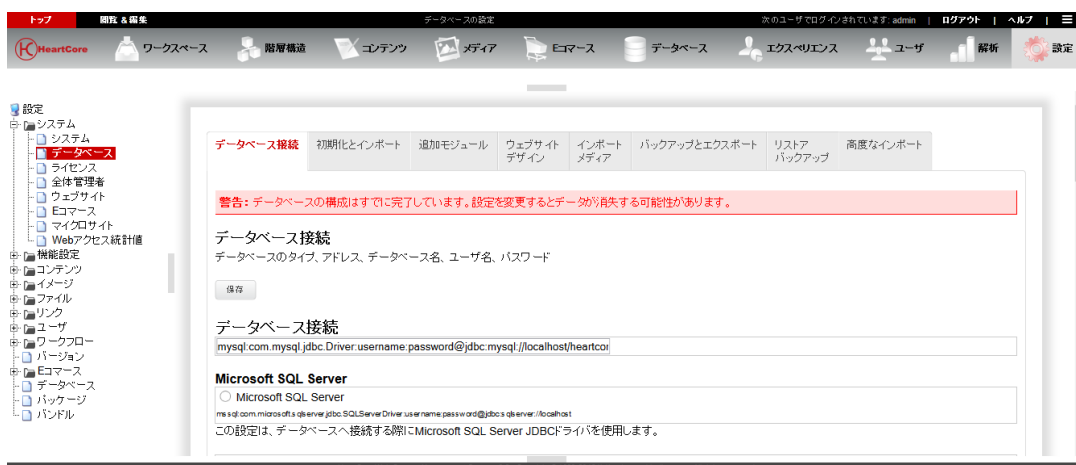 トップ 閲覧 & 編集 データベースの設定 次のユーザでログインされています: admin | ログアウト | ヘルプ |
HeartCore ワークスペース 階層構造 コンテンツ メディア Eコマース データベース エクスペリエンス ユーザ 解析 設定
設定
システム
システム
データベース
ライセンス
全体管理者
ウェブサイト
Eコマース
マイクロサイト
Webアクセス統計値
機能設定
コンテンツ
イメージ
ファイル
リンク
ユーザ
ワークフロー
バージョン
Eコマース
データベース
パッケージ
バンドル
データベース接続 初期化とインポート 追加モジュール ウェブサイト インポート バックアップとエクスポート リストア 高度なインポート
デザイン メディア バックアップ
警告: データベースの構成はすでに完了しています。設定を変更するとデータが消失する可能性があります。
データベース接続
データベースのタイプ、アドレス、データベース名、ユーザ名、パスワード
保存
データベース接続
mysql:com.mysql.jdbc.Driver:username:password@jdbc:mysql://localhost/heartcor
Microsoft SQL Server
Microsoft SQL Server
mssql:com.microsoft.sqlserver.jdbc.SQLServerDriver:username:password@jdbc:sqlserver://localhost
この設定は、データベースへ接続する際にMicrosoft SQL Server JDBCドライバを使用します。